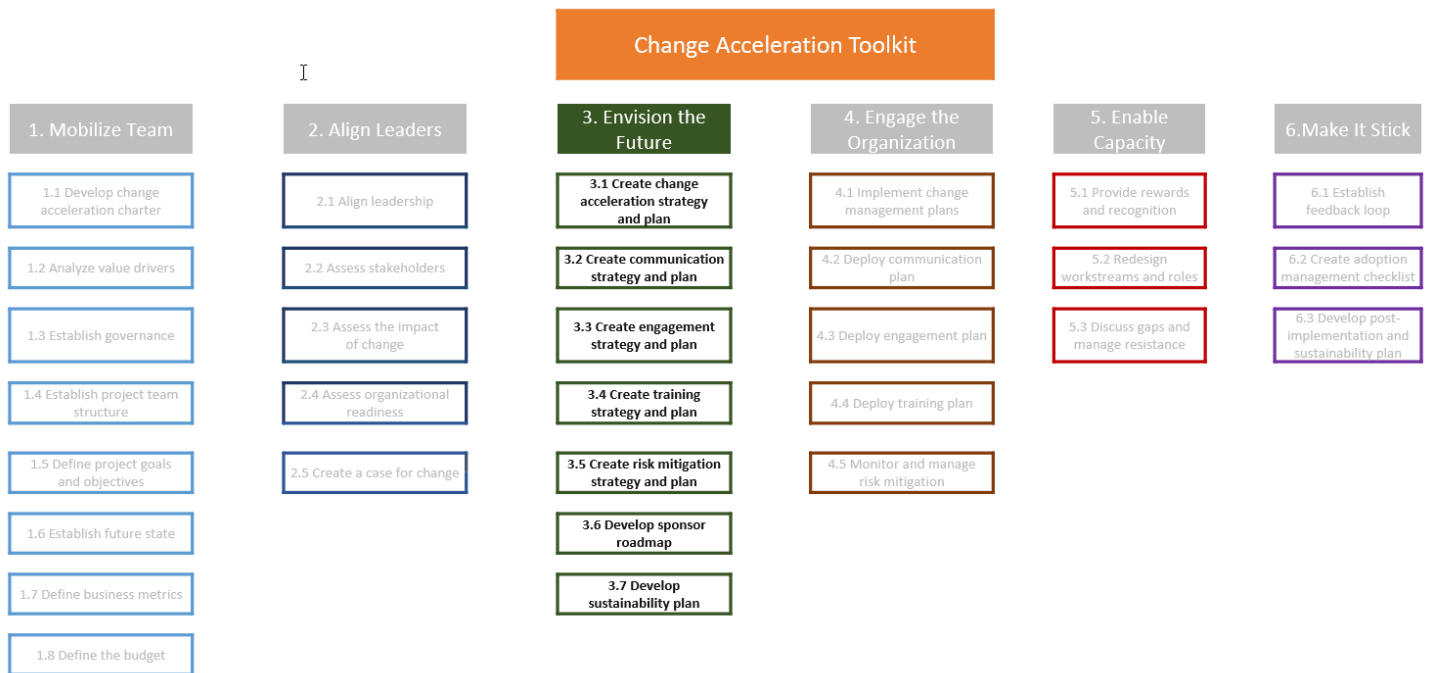 Change Acceleration Toolkit
1. Mobilize Team
1.1 Develop change
acceleration charter
1.2 Analyze value drivers
1.3 Establish governance
1.4 Establish project team
structure
1.5 Define project goals
and objectives
1.6 Establish future state
1.7 Define business metrics
1.8 Define the budget
2. Align Leaders
2.1 Align leadership
2.2 Assess stakeholders
2.3 Assess the impact
of change
2.4 Assess organizational
readiness
2.5 Create a case for change
3. Envision the
Future
3.1 Create change
acceleration strategy
and plan
3.2 Create communication
strategy and plan
3.3 Create engagement
strategy and plan
3.4 Create training
strategy and plan
3.5 Create risk mitigation
strategy and plan
3.6 Develop sponsor
roadmap
3.7 Develop
sustainability plan
4. Engage the
Organization
4.1 Implement change
management plans
4.2 Deploy communication
plan
4.3 Deploy engagement plan
4.4 Deploy training plan
4.5 Monitor and manage
risk mitigation
5. Enable
Capacity
5.1 Provide rewards
and recognition
5.2 Redesign
workstreams and roles
5.3 Discuss gaps and
manage resistance
6.Make It Stick
6.1 Establish
feedback loop
6.2 Create adoption
management checklist
6.3 Develop post-
implementation and
sustainability plan